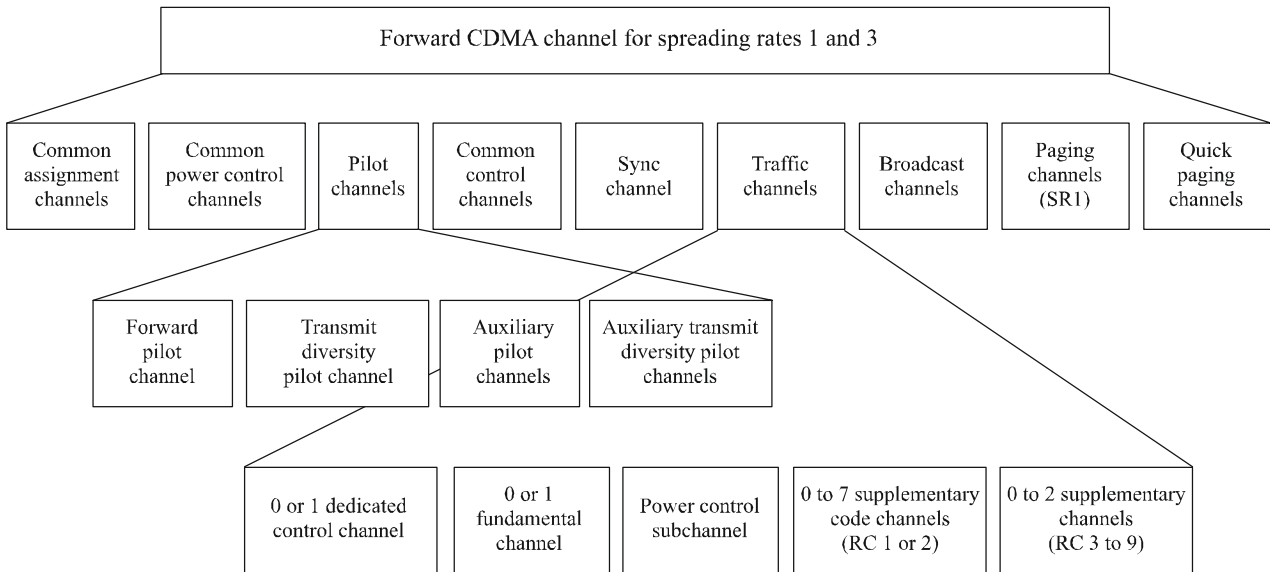 Forward CDMA channel for spreading rates 1 and 3
Common
assignment
channels
Common
power control
channels
Pilot
channels
Common
control
channels
Sync
channel
Traffic
channels
Broadcast
channels
Paging
channels
(SR1)
Quick
paging
channels
Forward
pilot
channel
Transmit
diversity
pilot channel
Auxiliary
pilot
channels
Auxiliary transmit
diversity pilot
channels
0 or 1 dedicated
control channel
0 or 1
fundamental
channel
Power control
subchannel
0 to 7 supplementary
code channels
(RC 1 or 2)
0 to 2 supplementary
channels
(RC 3 to 9)